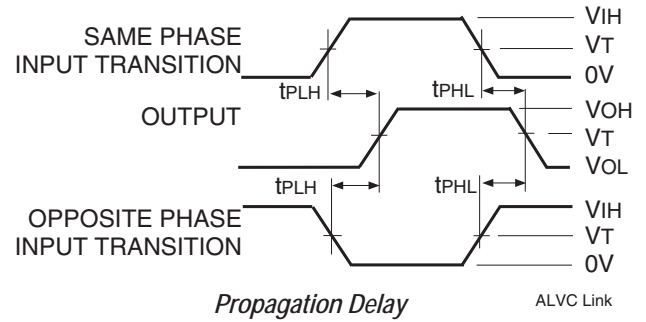 SAME PHASE
INPUT TRANSITION
VIH
VT
0V
tPLH
tPHL
OUTPUT
VOH
VT
VOL
tPLH
tPHL
OPPOSITE PHASE
INPUT TRANSITION
VIH
VT
0V
Propagation Delay
ALVC Link